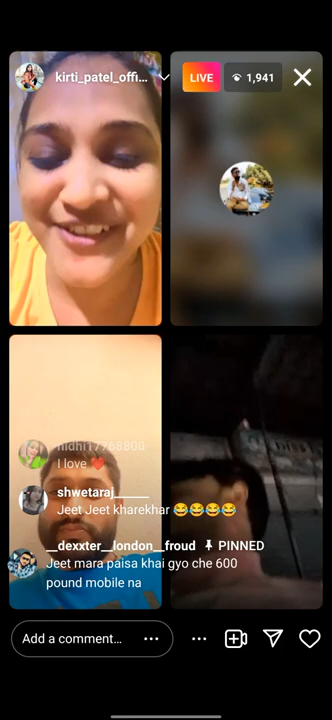 kirti_patel_offi...
LIVE
1,941
nidhi17768800
I love ❤️
shwetaraj______
Jeet Jeet kharekhar 😂😂😂😂
__dexxter__london__froud PINNED
Jeet mara paisa khai gyo che 600
pound mobile na
Add a comment...